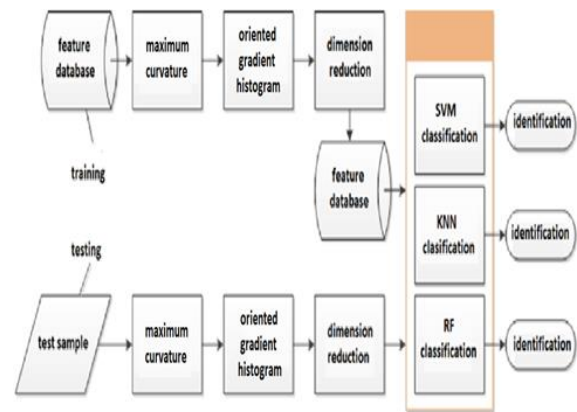 feature
database
maximum
curvature
oriented
gradient
histogram
dimension
reduction
training
feature
database
SVM
classification
identification
KNN
clasification
identification
testing
test sample
maximum
curvature
oriented
gradient
histogram
dimension
reduction
RF
classification
identification